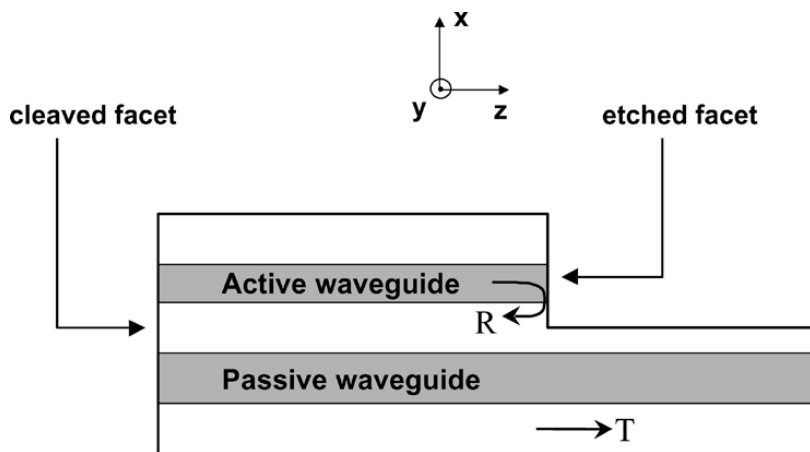 x
y
z
cleaved facet
etched facet
Active waveguide
R
Passive waveguide
T